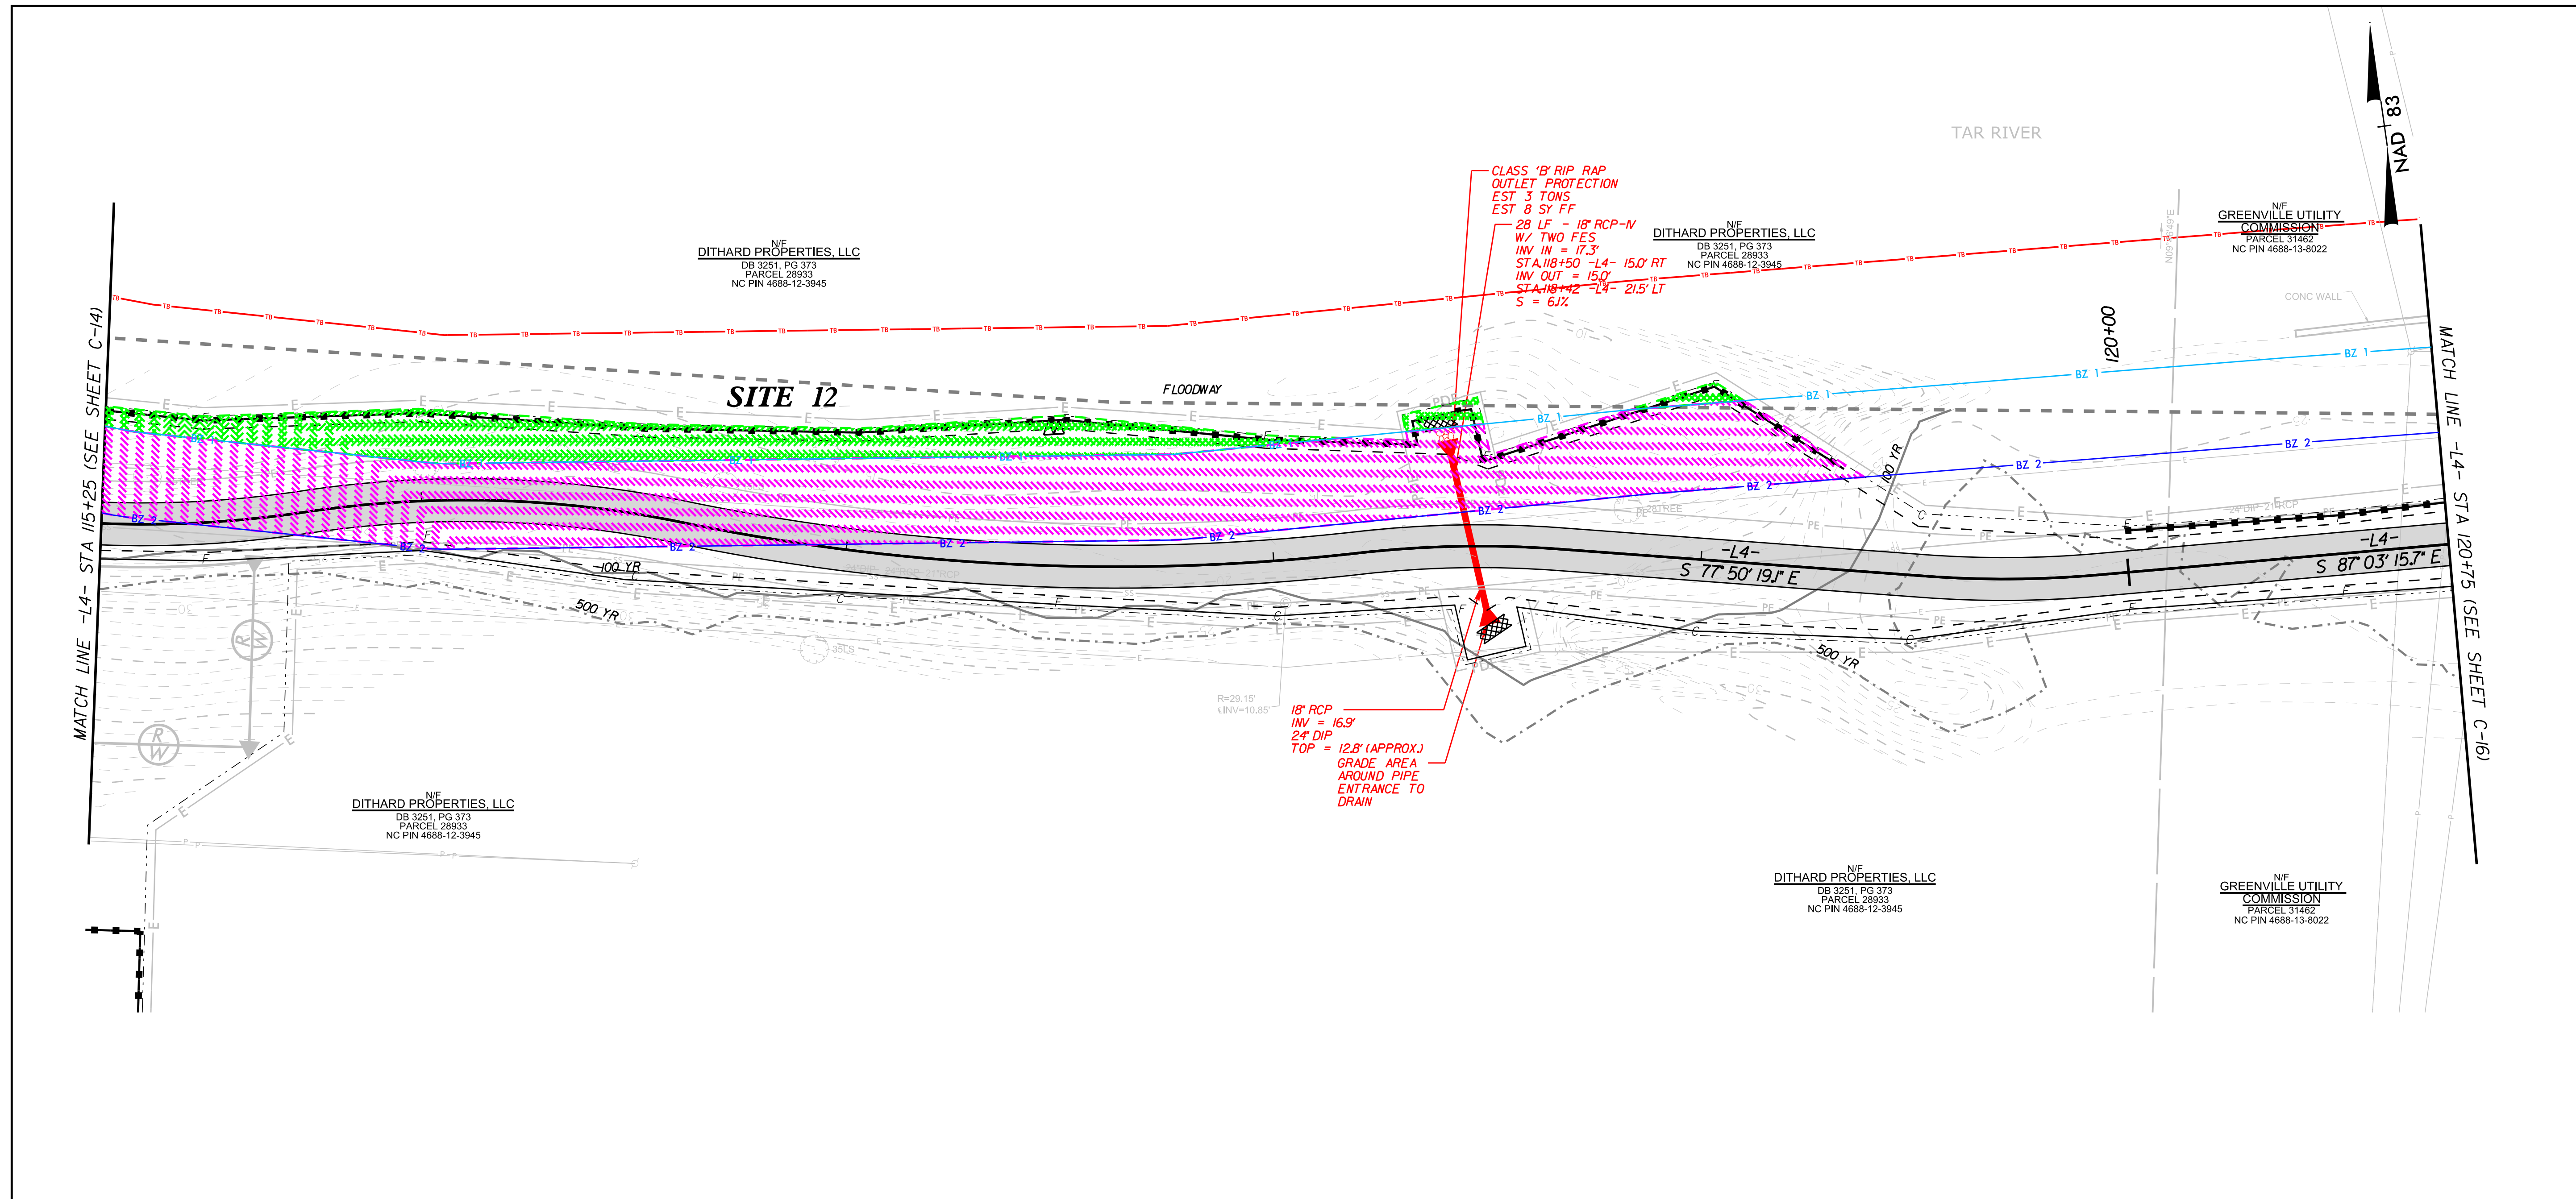 TAR RIVER
NAD 83
N/F
GREENVILLE UTILITY
COMMISSION
PARCEL 31462
NC PIN 4688-13-8022
CLASS 'B' RIP RAP
OUTLET PROTECTION
EST 3 TONS
EST 8 SY FF
28 LF - 18" RCP-IV
W/ TWO FES
INV IN = 17.3'
STA.118+50 -L4- 15.0' RT
INV OUT = 15.0'
STA.118+42 -L4- 21.5' LT
S = 6.1%
N/F
DITHARD PROPERTIES, LLC
DB 3251, PG 373
PARCEL 28933
NC PIN 4688-12-3945
N/F
DITHARD PROPERTIES, LLC
DB 3251, PG 373
PARCEL 28933
NC PIN 4688-12-3945
CONC WALL
120+00
MATCH LINE -L4- STA 115+25 (SEE SHEET C-14)
MATCH LINE -L4- STA 120+75 (SEE SHEET C-16)
SITE 12
FLOODWAY
BZ 1
BZ 1
BZ 1
BZ 1
BZ 2
BZ 2
BZ 2
BZ 2
BZ 2
BZ 2
BZ 2
100 YR
100 YR
500 YR
500 YR
28TREE
24"DIP 21"RCP
-L4-
S 77° 50' 19.1" E
-L4-
S 87° 03' 15.7" E
35LS
R=29.15'
INV=10.85'
R
W
R
W
18" RCP
INV = 16.9'
24" DIP
TOP = 12.8' (APPROX.)
GRADE AREA
AROUND PIPE
ENTRANCE TO
DRAIN
N/F
DITHARD PROPERTIES, LLC
DB 3251, PG 373
PARCEL 28933
NC PIN 4688-12-3945
N/F
DITHARD PROPERTIES, LLC
DB 3251, PG 373
PARCEL 28933
NC PIN 4688-12-3945
N/F
GREENVILLE UTILITY
COMMISSION
PARCEL 31462
NC PIN 4688-13-8022